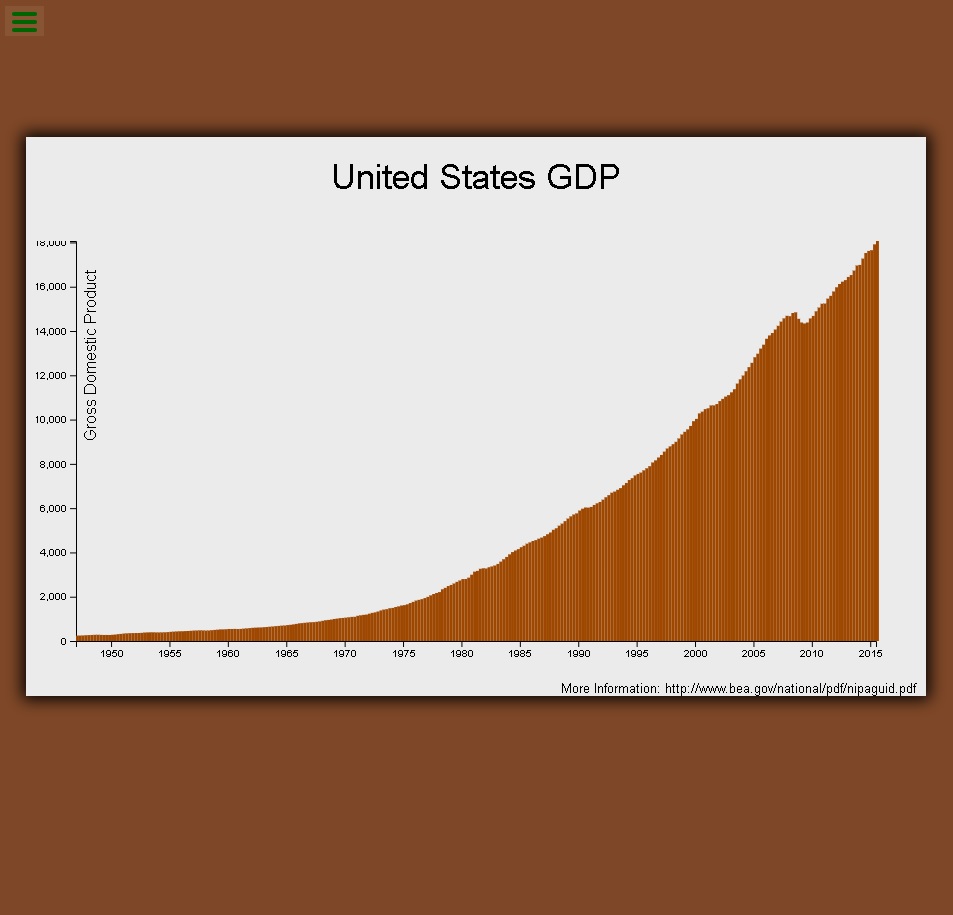 United States GDP
18,000
16,000
14,000
12,000
10,000
8,000
6,000
4,000
2,000
0
Gross Domestic Product
1950 1955 1960 1965 1970 1975 1980 1985 1990 1995 2000 2005 2010 2015
More Information: http://www.bea.gov/national/pdf/nipaguid.pdf